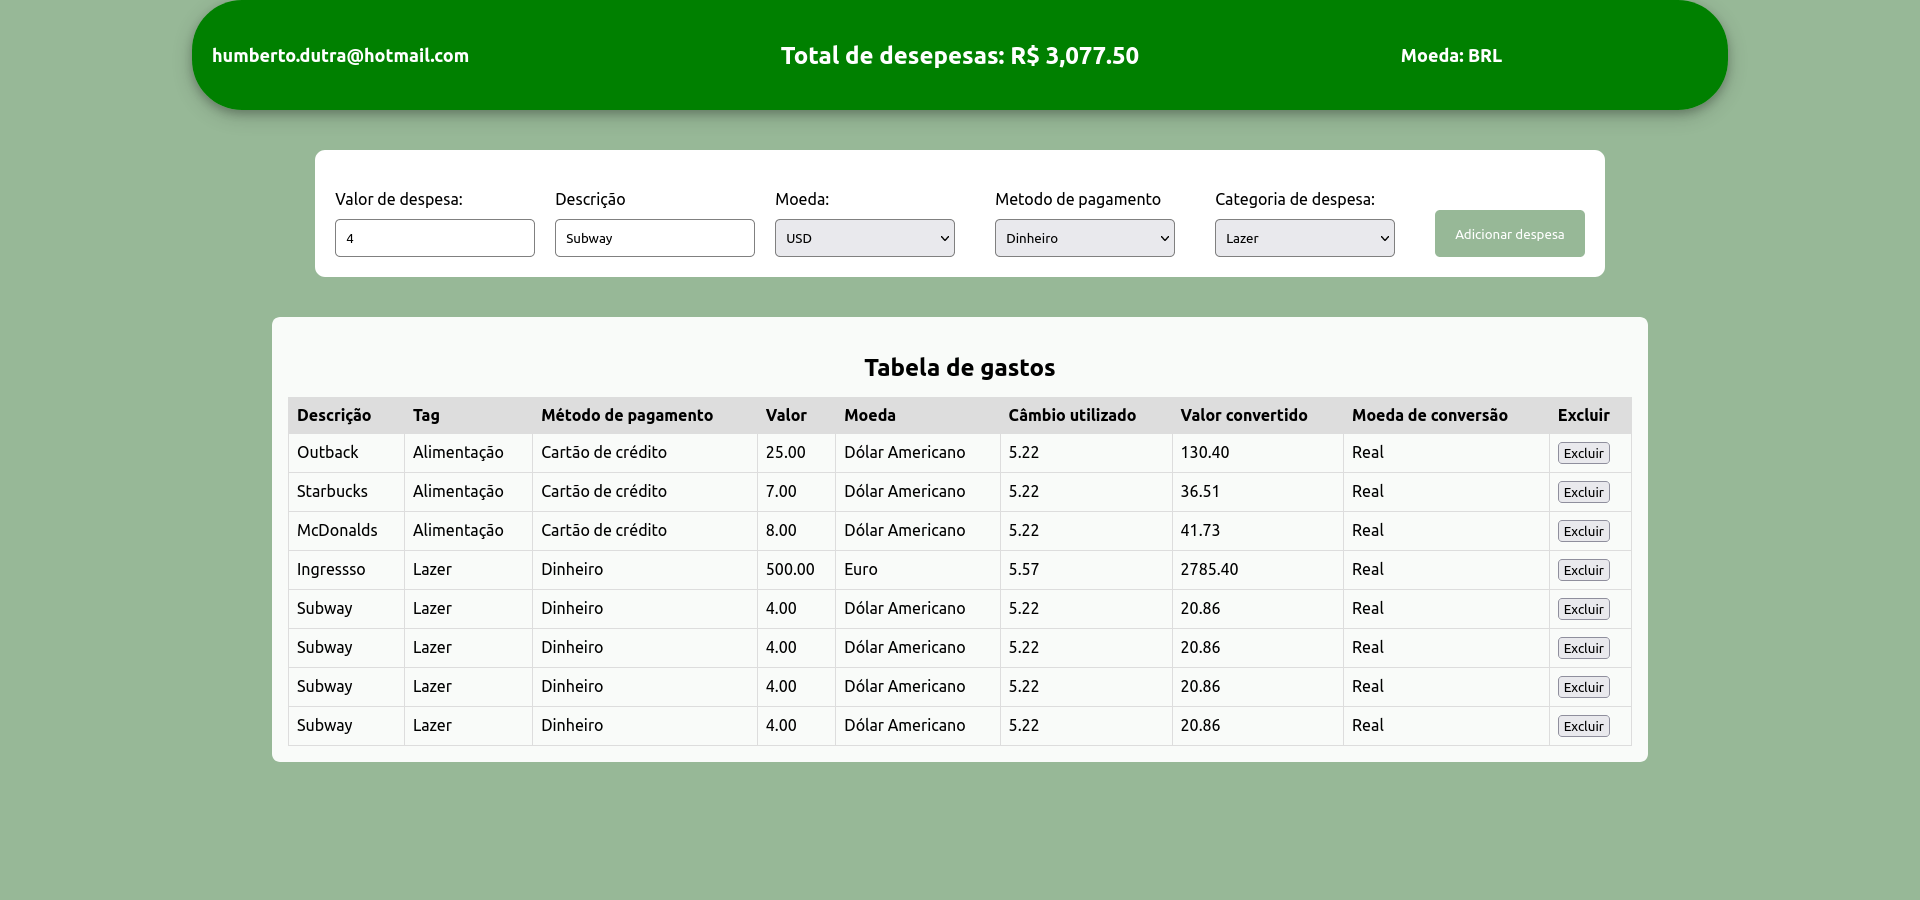 humberto.dutra@hotmail.com Total de desepesas: R$ 3,077.50 Moeda: BRL
Valor de despesa: Descrição Moeda: Metodo de pagamento Categoria de despesa:
4 Subway USD Dinheiro Lazer Adicionar despesa
Tabela de gastos
Descrição Tag Método de pagamento Valor Moeda Câmbio utilizado Valor convertido Moeda de conversão Excluir
Outback Alimentação Cartão de crédito 25.00 Dólar Americano 5.22 130.40 Real Excluir
Starbucks Alimentação Cartão de crédito 7.00 Dólar Americano 5.22 36.51 Real Excluir
McDonalds Alimentação Cartão de crédito 8.00 Dólar Americano 5.22 41.73 Real Excluir
Ingressso Lazer Dinheiro 500.00 Euro 5.57 2785.40 Real Excluir
Subway Lazer Dinheiro 4.00 Dólar Americano 5.22 20.86 Real Excluir
Subway Lazer Dinheiro 4.00 Dólar Americano 5.22 20.86 Real Excluir
Subway Lazer Dinheiro 4.00 Dólar Americano 5.22 20.86 Real Excluir
Subway Lazer Dinheiro 4.00 Dólar Americano 5.22 20.86 Real Excluir